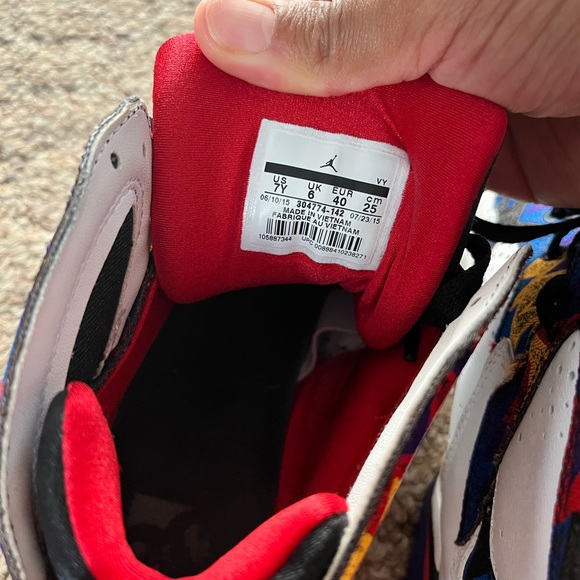 VY
US UK EUR cm
7Y 6 40 25
06/10/15 304774-142 07/23/15
MADE IN VIETNAM
FABRIQUE AU VIETNAM
105887344 UPC 00888410238271